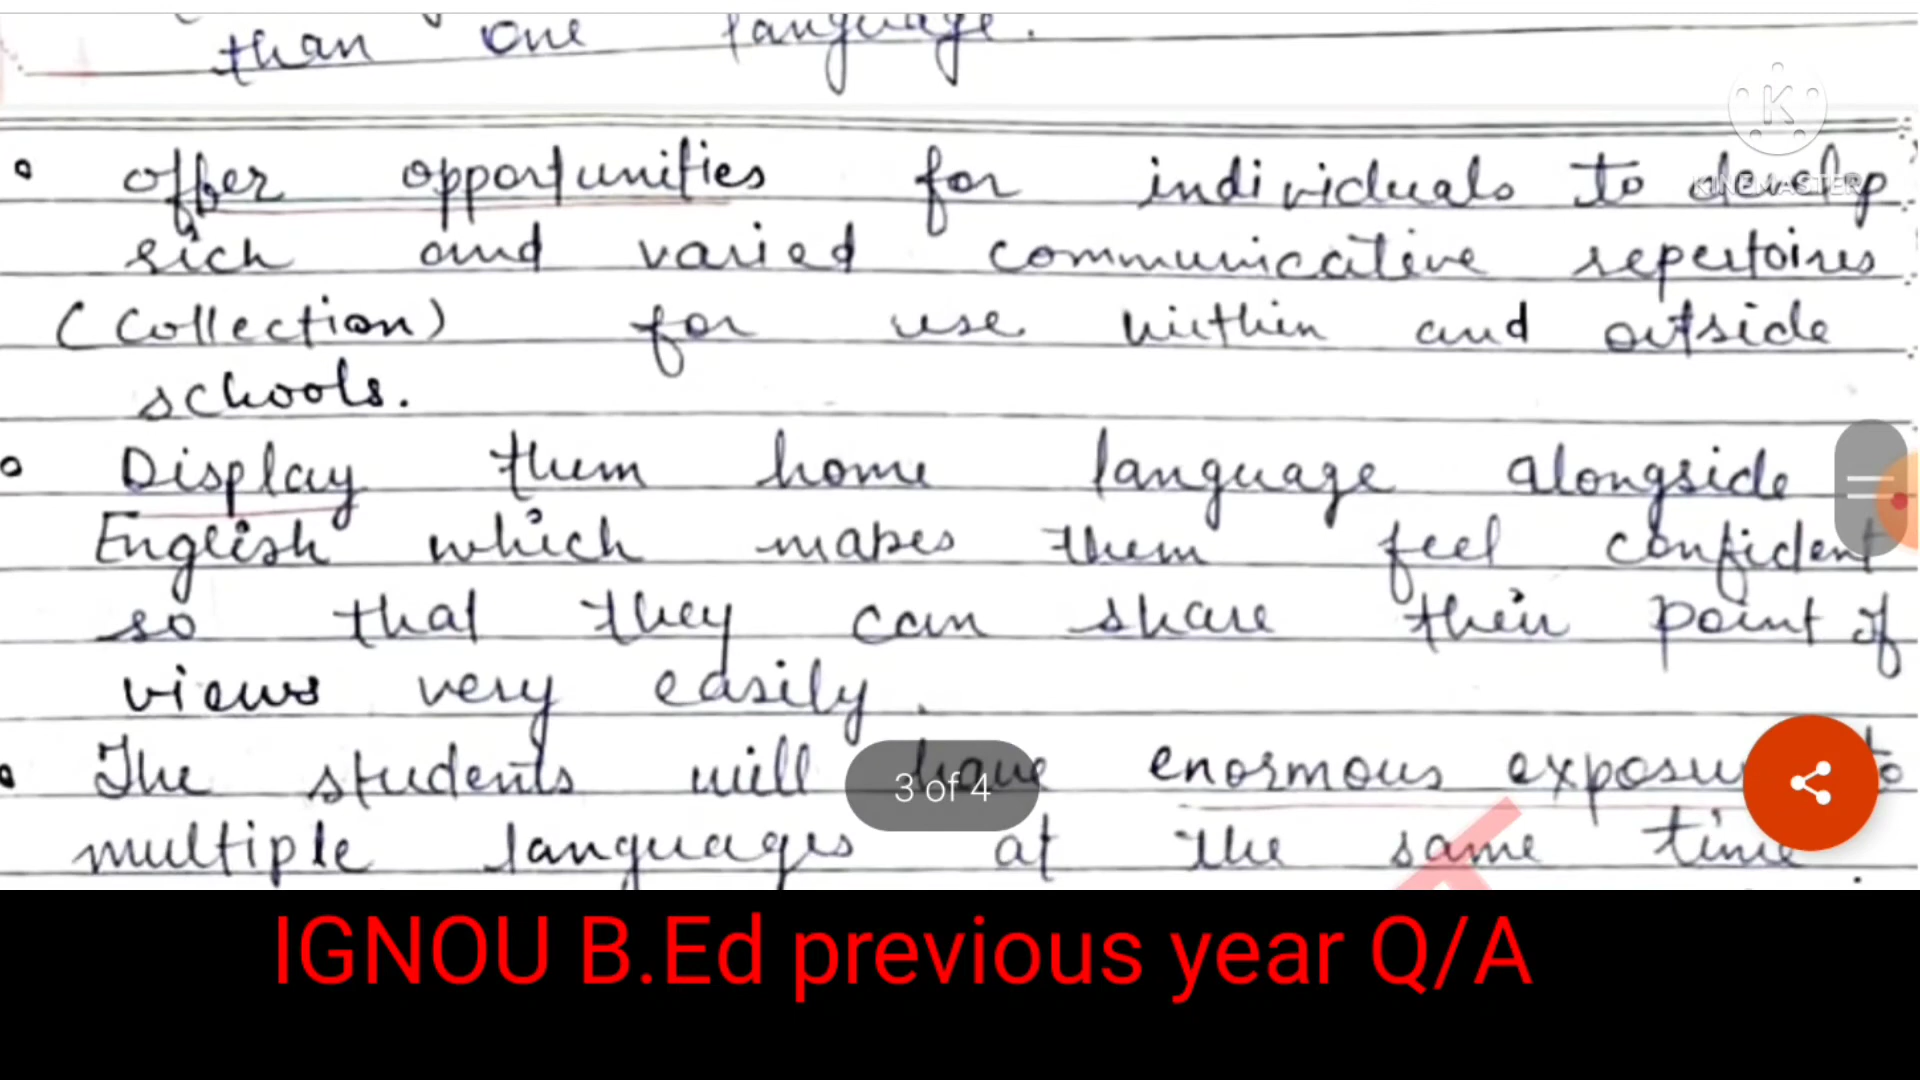 than one language.
KINEMASTER
• offer opportunities for individuals to develop
rich and varied communicative repertoires
(Collection) for use within and outside
schools.
• Display them home language alongside
English which makes them feel confident
so that they can share their point of
views very easily.
• The students will have enormous exposure to
3 of 4
multiple languages at the same time.
IGNOU B.Ed previous year Q/A